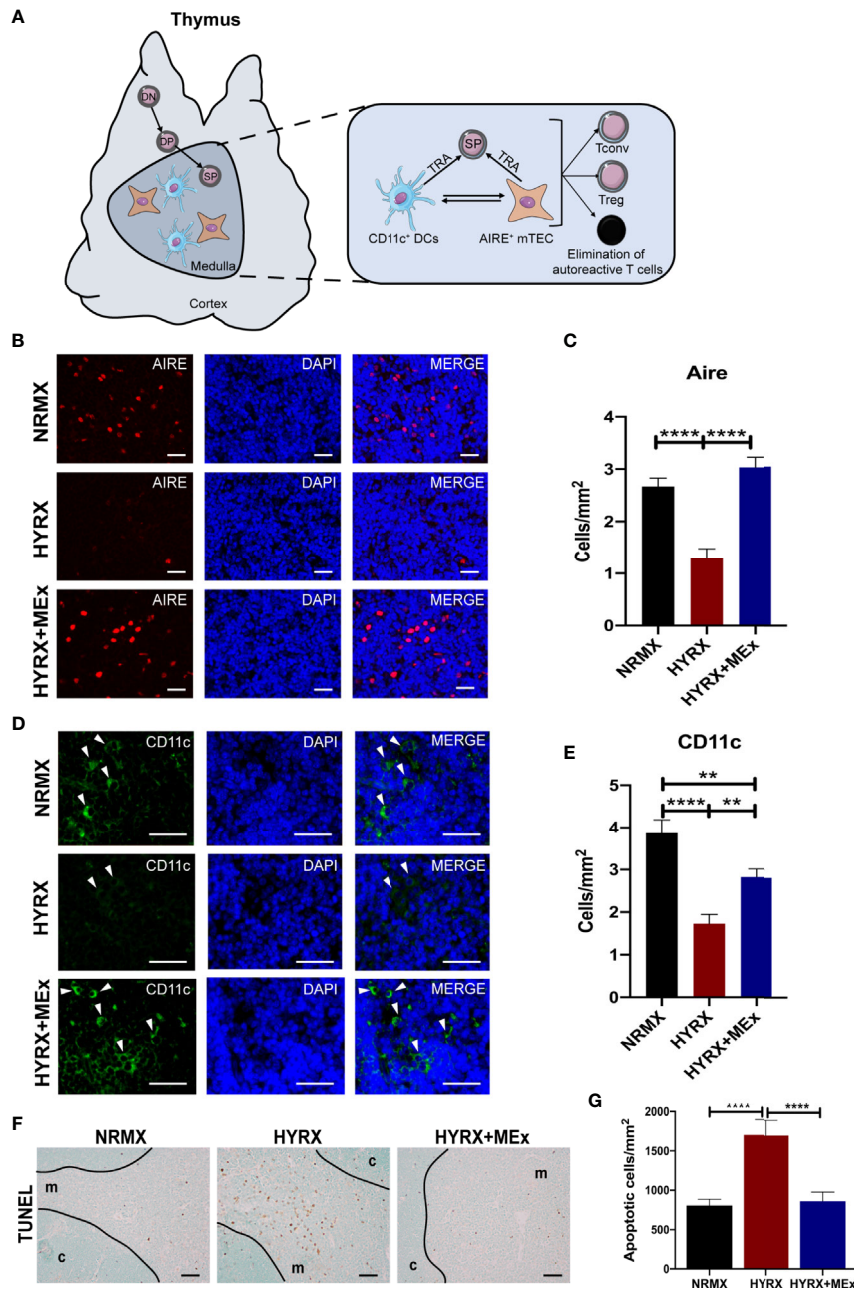 A
Thymus
DN
DP
SP
Medulla
Cortex
SP
TRA
TRA
CD11c⁺ DCs
AIRE⁺ mTEC
Tconv
Treg
Elimination of
autoreactive T cells
B
NRMX
AIRE
DAPI
MERGE
HYRX
AIRE
DAPI
MERGE
HYRX+MEx
AIRE
DAPI
MERGE
C
Aire
Cells/mm²
4
3
2
1
0
**** ****
NRMX
HYRX
HYRX+MEx
D
NRMX
CD11c
DAPI
MERGE
HYRX
CD11c
DAPI
MERGE
HYRX+MEx
CD11c
DAPI
MERGE
E
CD11c
Cells/mm²
5
4
3
2
1
0
**
**** **
NRMX
HYRX
HYRX+MEx
F
NRMX
HYRX
HYRX+MEx
TUNEL
m
c
c
m
m
c
G
Apoptotic cells/mm²
2000
1500
1000
500
0
**** ****
NRMX
HYRX
HYRX+MEx